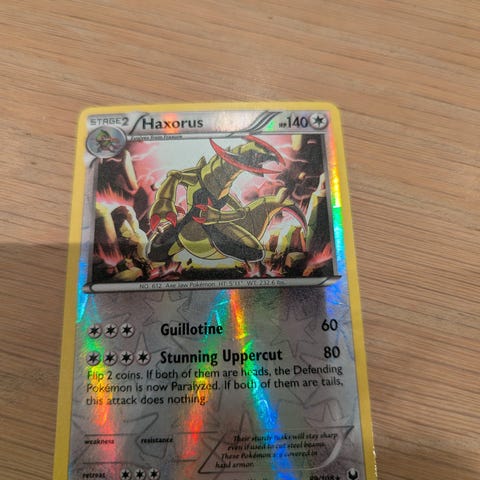 STAGE2 Haxorus HP140
Evolves from Fraxure
NO. 612 Axe Jaw Pokémon HT: 5'11" WT: 232.6 lbs.
Guillotine 60
Stunning Uppercut 80
Flip 2 coins. If both of them are heads, the Defending
Pokémon is now Paralyzed. If both of them are tails,
this attack does nothing.
weakness resistance
Their sturdy tusks will stay sharp
even if used to cut steel beams.
These Pokémon are covered in
hard armor.
retreat 89/108